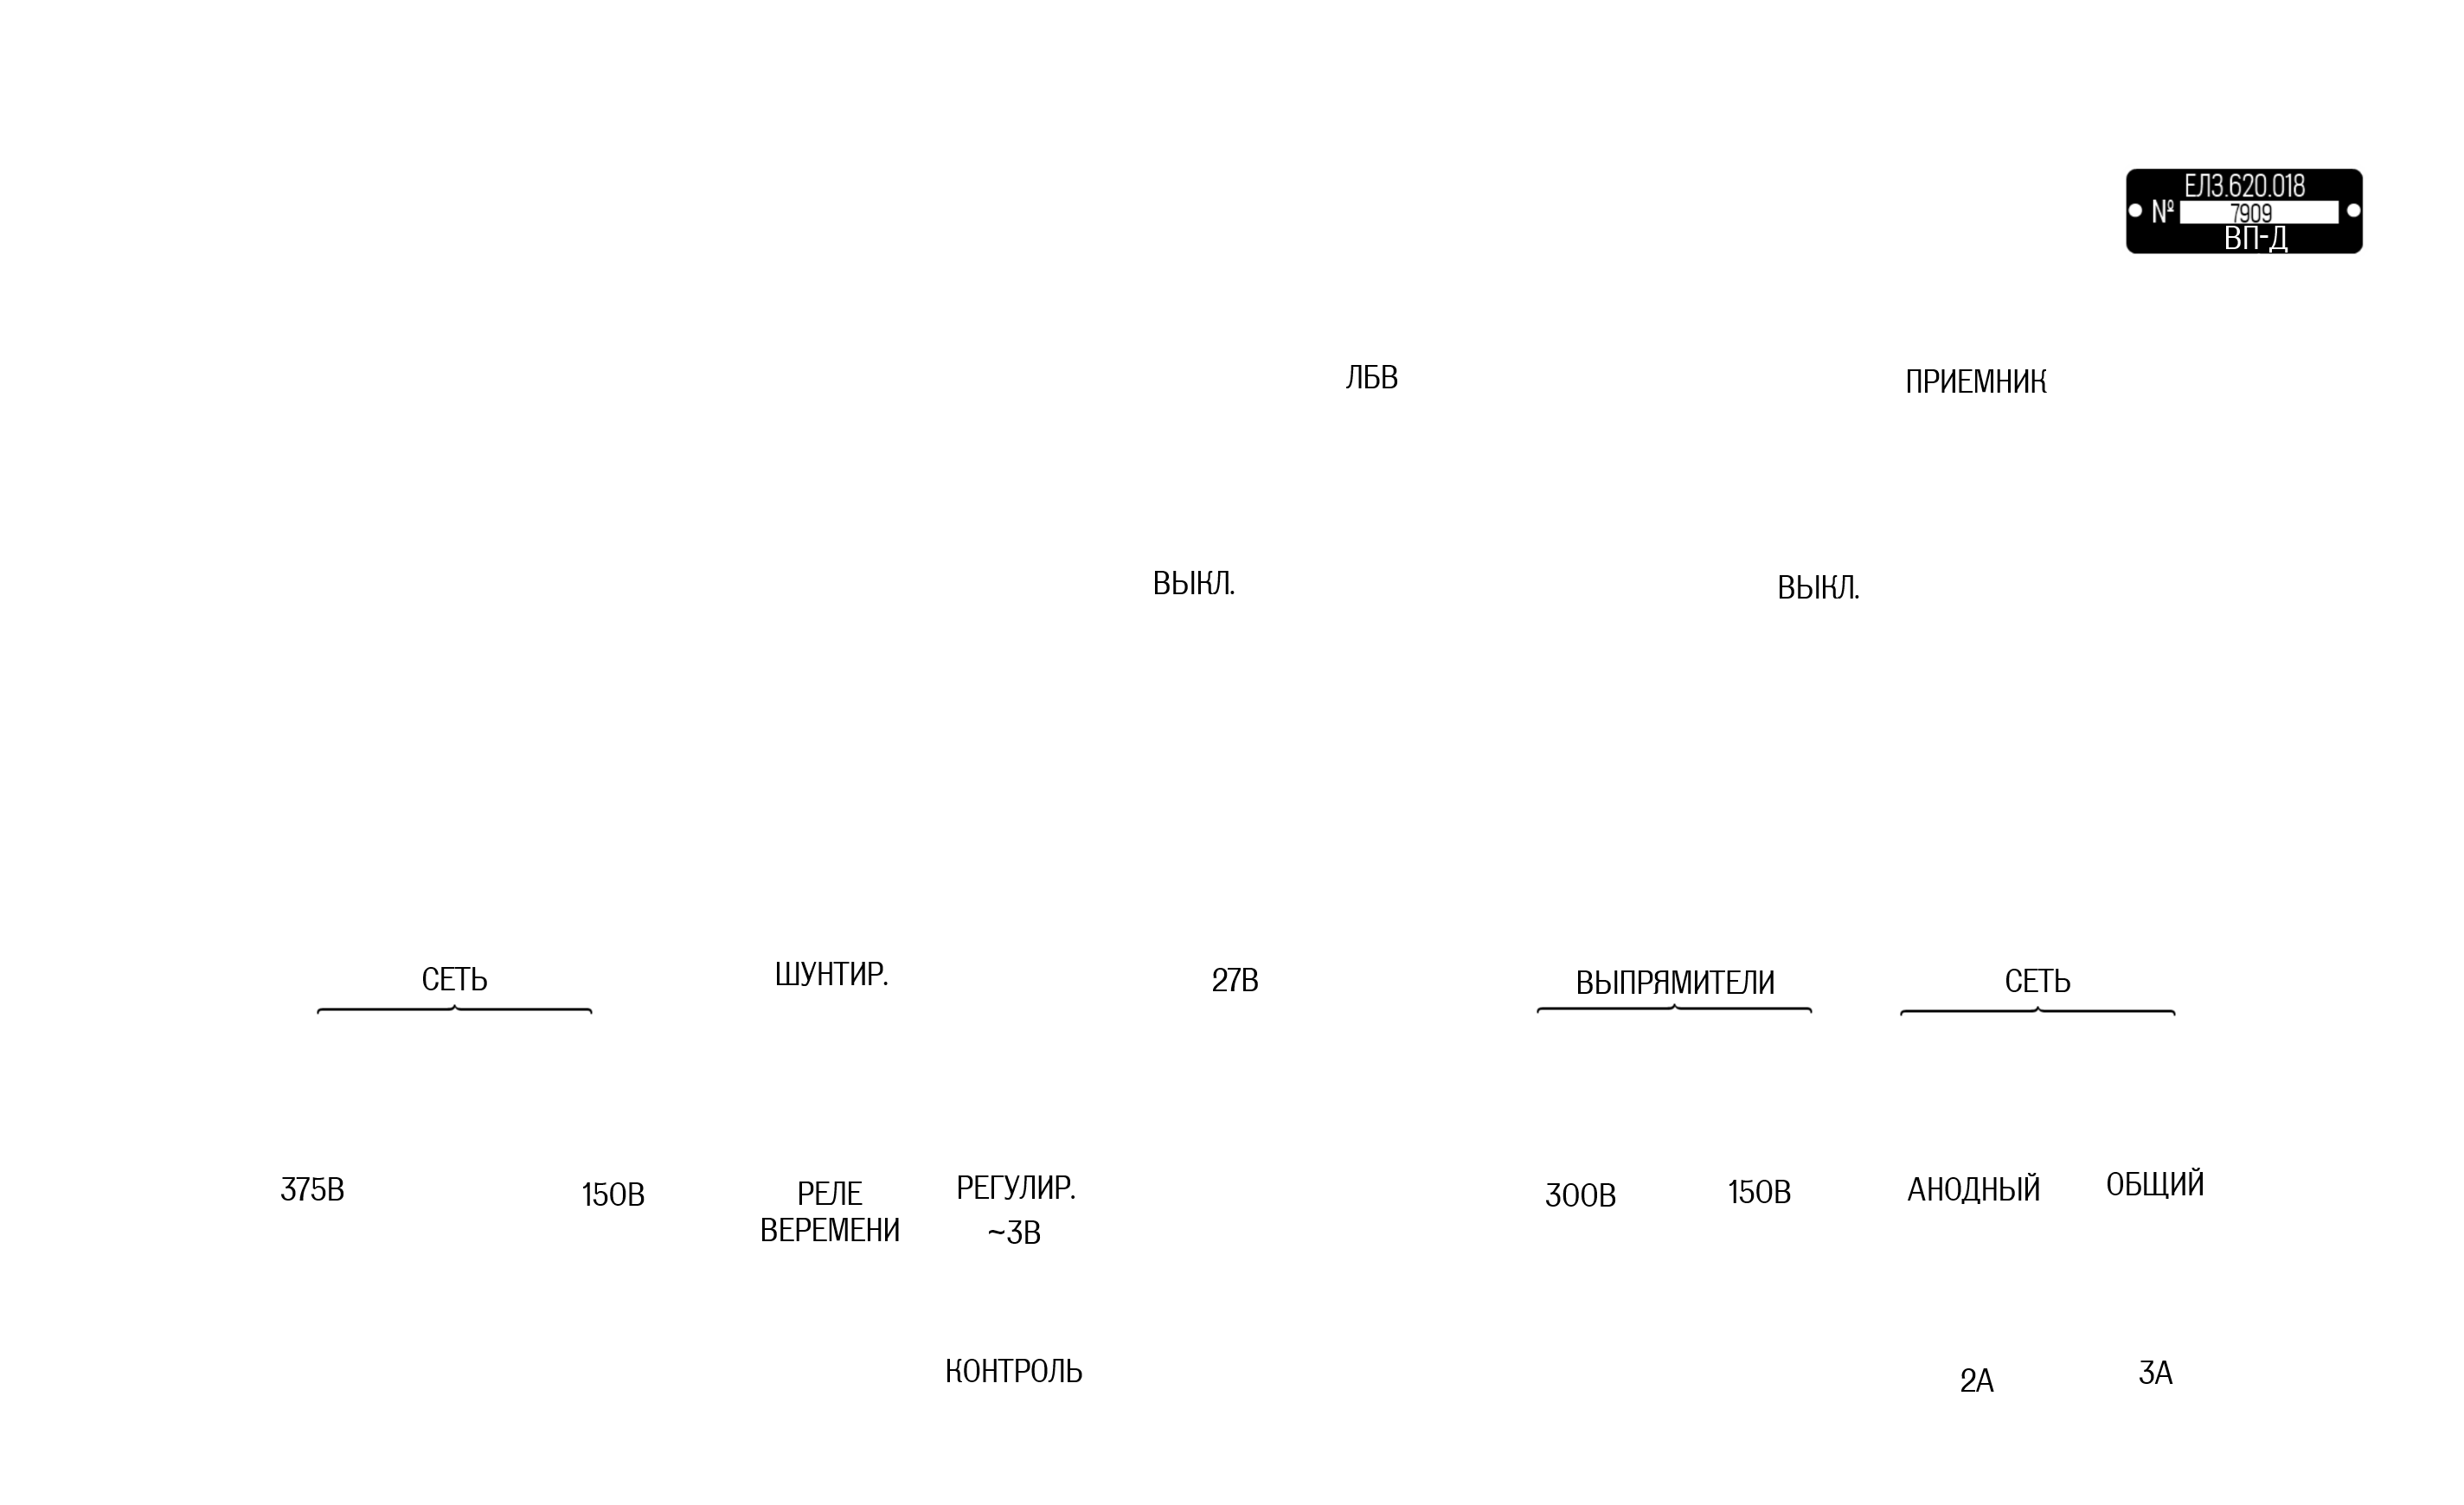 ЕЛ3.620.018
№ 7909
ВП-Д
ЛБВ
ПРИЕМНИК
ВЫКЛ.
ВЫКЛ.
СЕТЬ
ШУНТИР.
27В
ВЫПРЯМИТЕЛИ
СЕТЬ
375В
150В
РЕЛЕ
ВЕРЕМЕНИ
РЕГУЛИР.
~3В
300В
150В
АНОДНЫЙ
ОБЩИЙ
КОНТРОЛЬ
2А
3А